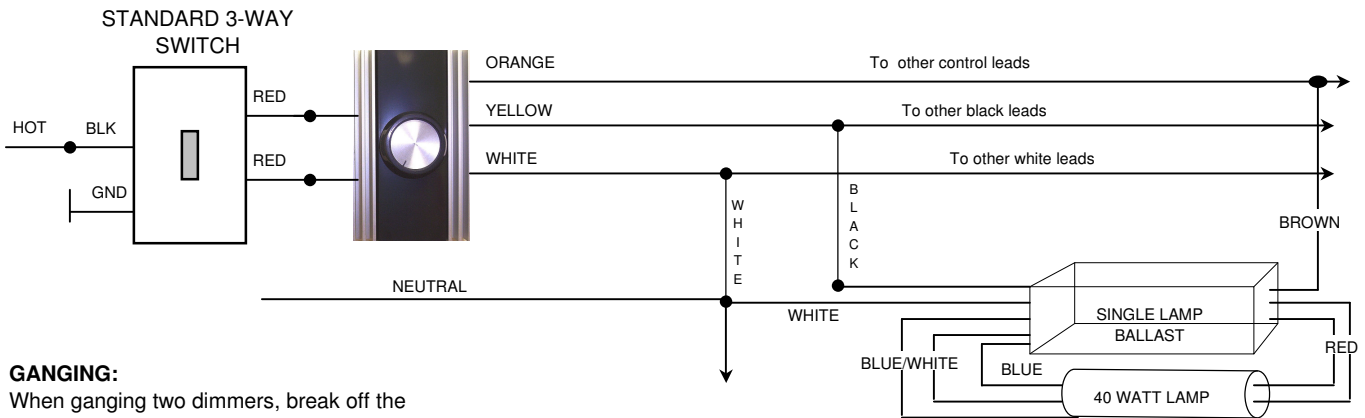 STANDARD 3-WAY
SWITCH
HOT
BLK
GND
RED
RED
ORANGE
To other control leads
YELLOW
To other black leads
WHITE
To other white leads
WHITE
BLACK
BROWN
NEUTRAL
WHITE
SINGLE LAMP
BALLAST
BLUE/WHITE
BLUE
RED
40 WATT LAMP
GANGING:
When ganging two dimmers, break off the